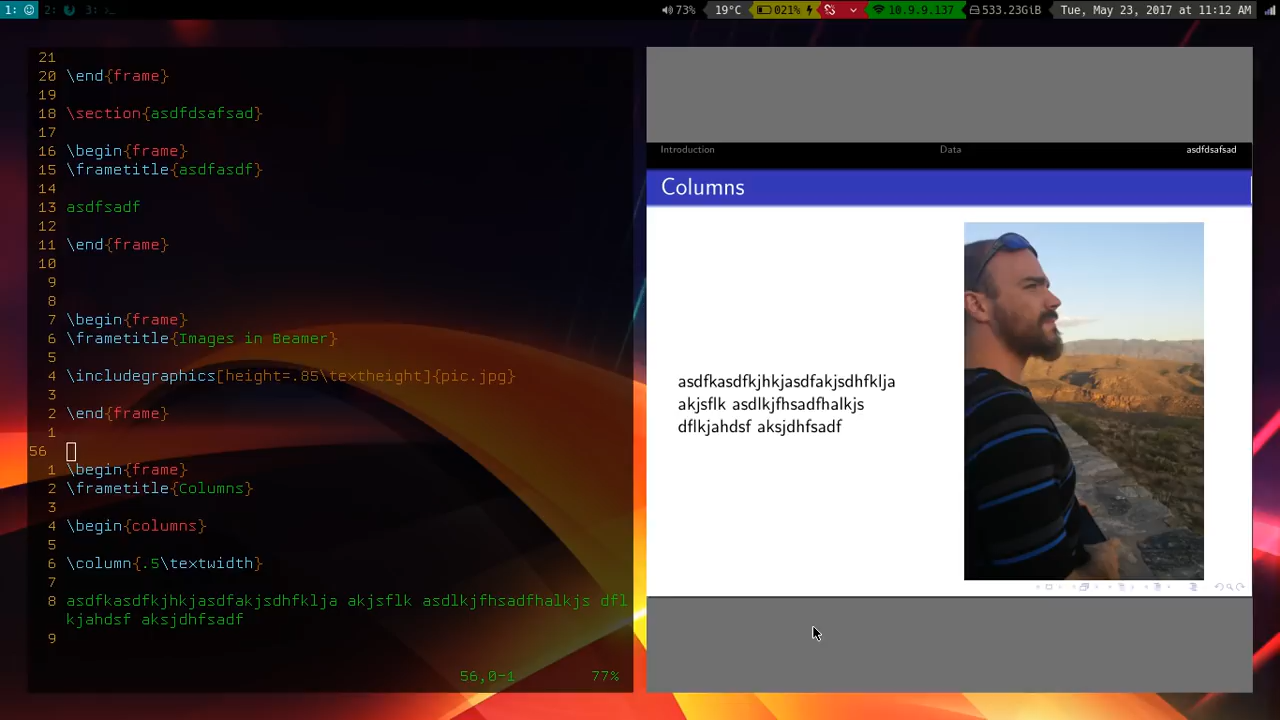 1:
2:
3: >_
73%
19°C
021%
10.9.9.137
533.23GiB
Tue, May 23, 2017 at 11:12 AM
21
20 \end{frame}
19
18 \section{asdfdsafsad}
17
16 \begin{frame}
15 \frametitle{asdfasdf}
14
13 asdfsadf
12
11 \end{frame}
10
9
8
7 \begin{frame}
6 \frametitle{Images in Beamer}
5
4 \includegraphics[height=.85\textheight]{pic.jpg}
3
2 \end{frame}
1
56
1 \begin{frame}
2 \frametitle{Columns}
3
4 \begin{columns}
5
6 \column{.5\textwidth}
7
8 asdfkasdfkjhkjasdfakjsdhfklja akjsflk asdlkjfhsadfhalkjs dfl
kjahdsf aksjdhfsadf
9
56,0-1 77%
Introduction Data asdfdsafsad
Columns
asdfkasdfkjhkjasdfakjsdhfklja
akjsflk asdlkjfhsadfhalkjs
dflkjahdsf aksjdhfsadf